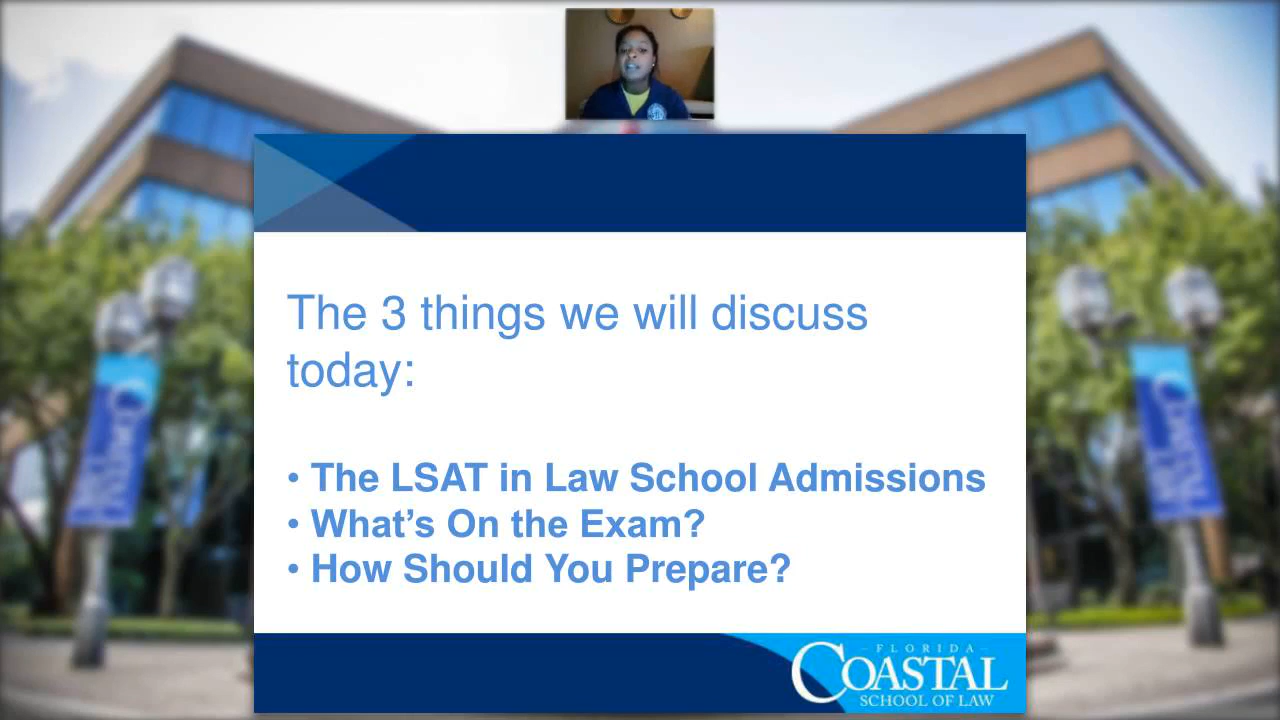 The 3 things we will discuss
today:
• The LSAT in Law School Admissions
• What’s On the Exam?
• How Should You Prepare?
FLORIDA
COASTAL
SCHOOL OF LAW